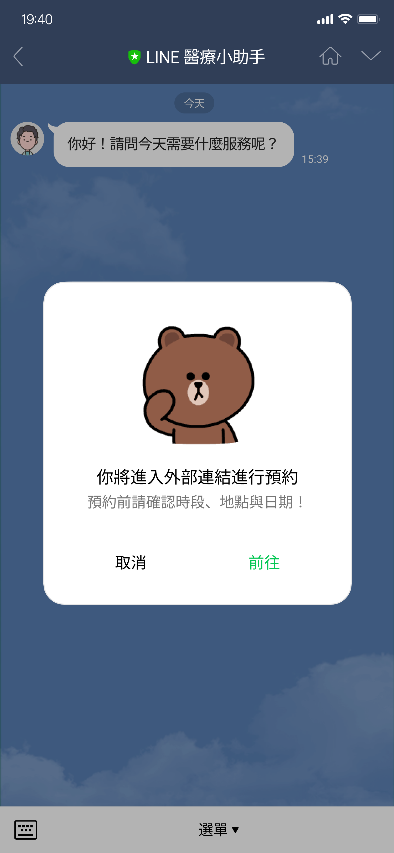 19:40
LINE 醫療小助手
今天
你好！請問今天需要什麼服務呢？
15:39
你將進入外部連結進行預約
預約前請確認時段、地點與日期！
取消
前往
選單 ▾